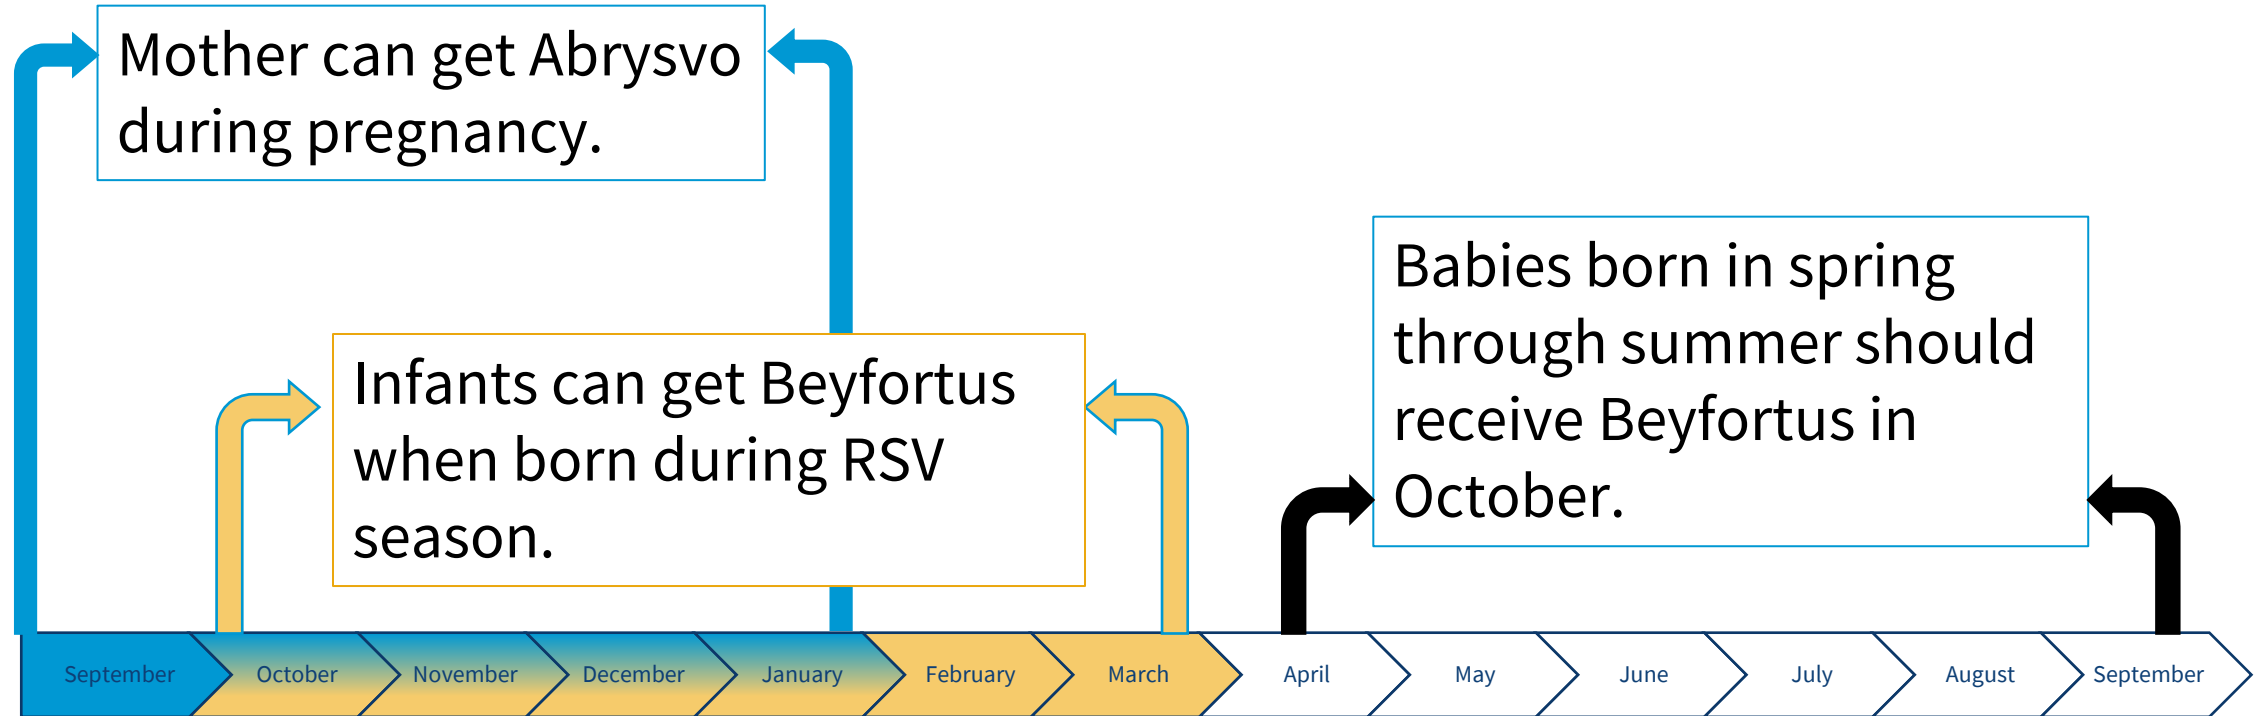 Mother can get Abrysvo
during pregnancy.
Infants can get Beyfortus
when born during RSV
season.
Babies born in spring
through summer should
receive Beyfortus in
October.
September
October
November
December
January
February
March
April
May
June
July
August
September